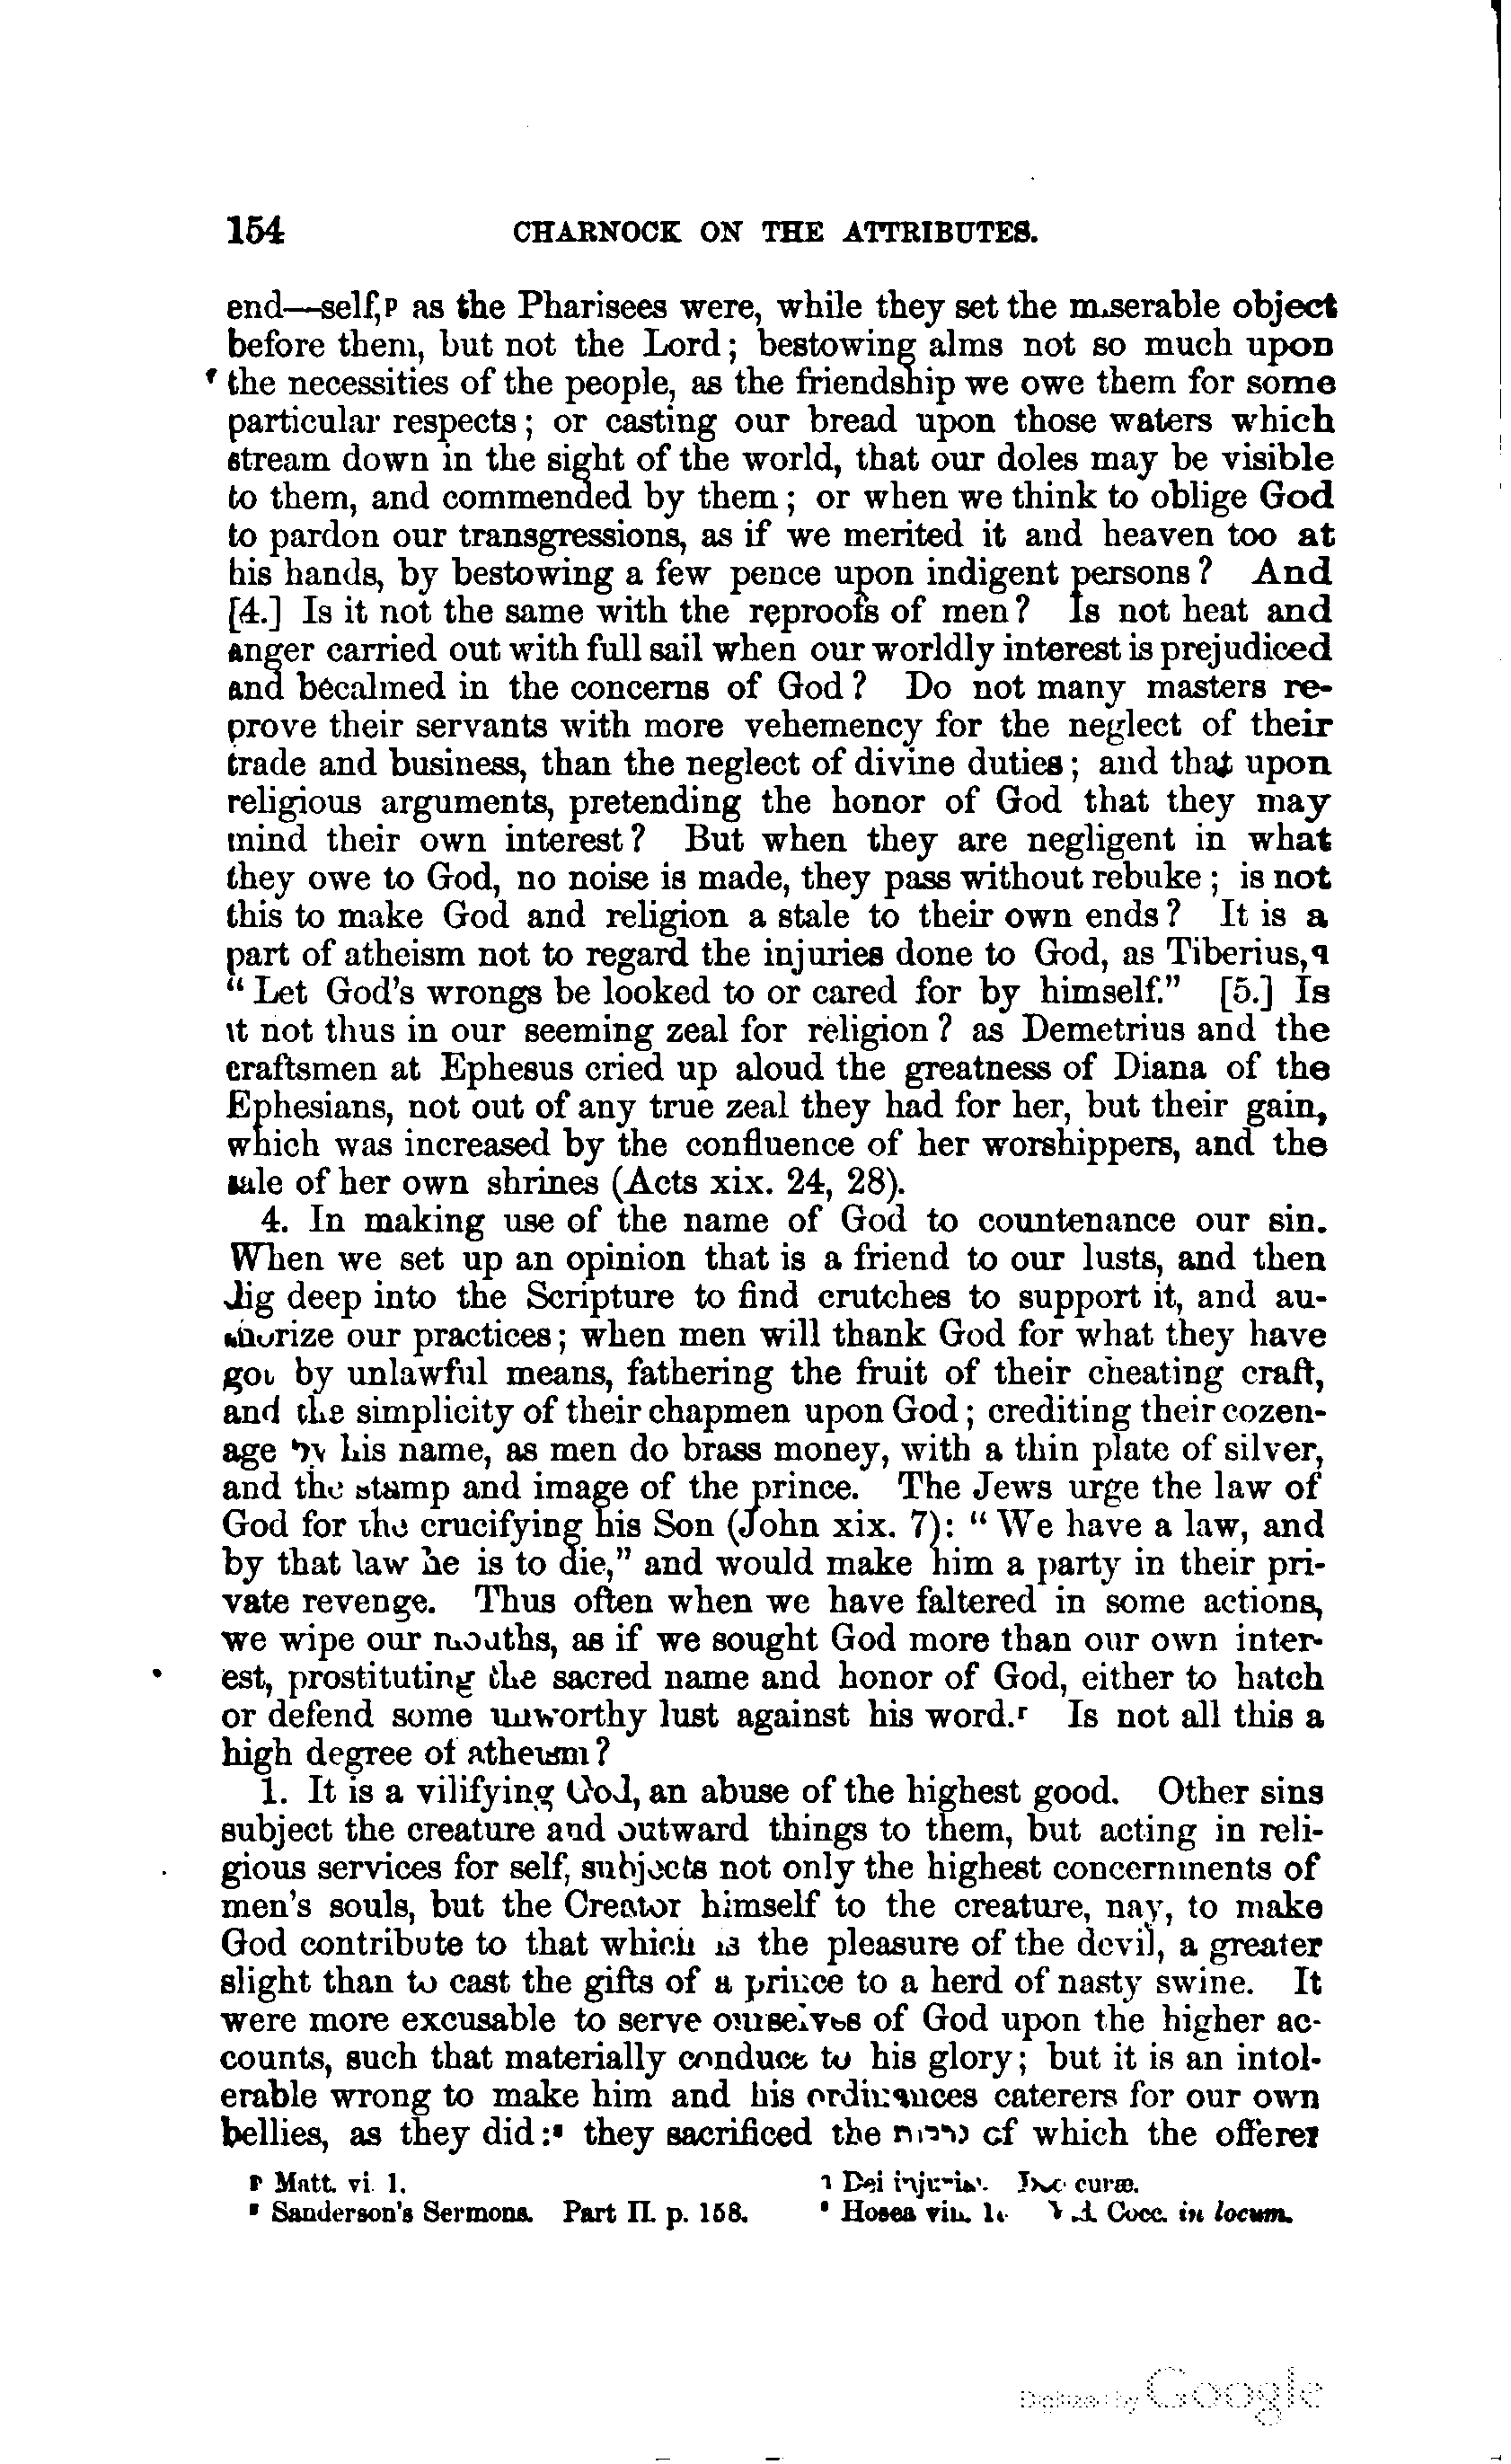 154 CHARNOCK ON THE ATTRIBUTES.
end—self,p as the Pharisees were, while they set the miserable object
before them, but not the Lord; bestowing alms not so much upon
the necessities of the people, as the friendship we owe them for some
particular respects; or casting our bread upon those waters which
stream down in the sight of the world, that our doles may be visible
to them, and commended by them; or when we think to oblige God
to pardon our transgressions, as if we merited it and heaven too at
his hands, by bestowing a few pence upon indigent persons? And
[4.] Is it not the same with the reproofs of men? Is not heat and
anger carried out with full sail when our worldly interest is prejudiced
and becalmed in the concerns of God? Do not many masters re-
prove their servants with more vehemency for the neglect of their
trade and business, than the neglect of divine duties; and that upon
religious arguments, pretending the honor of God that they may
mind their own interest? But when they are negligent in what
they owe to God, no noise is made, they pass without rebuke; is not
this to make God and religion a stale to their own ends? It is a
part of atheism not to regard the injuries done to God, as Tiberius,q
"Let God's wrongs be looked to or cared for by himself." [5.] Is
it not thus in our seeming zeal for religion? as Demetrius and the
craftsmen at Ephesus cried up aloud the greatness of Diana of the
Ephesians, not out of any true zeal they had for her, but their gain,
which was increased by the confluence of her worshippers, and the
sale of her own shrines (Acts xix. 24, 28).
4. In making use of the name of God to countenance our sin.
When we set up an opinion that is a friend to our lusts, and then
dig deep into the Scripture to find crutches to support it, and au-
thorize our practices; when men will thank God for what they have
got by unlawful means, fathering the fruit of their cheating craft,
and the simplicity of their chapmen upon God; crediting their cozen-
age by his name, as men do brass money, with a thin plate of silver,
and the stamp and image of the prince. The Jews urge the law of
God for the crucifying his Son (John xix. 7): "We have a law, and
by that law he is to die," and would make him a party in their pri-
vate revenge. Thus often when we have faltered in some actions,
we wipe our mouths, as if we sought God more than our own inter-
est, prostituting the sacred name and honor of God, either to hatch
or defend some unworthy lust against his word.r Is not all this a
high degree of atheism?
1. It is a vilifying God, an abuse of the highest good. Other sins
subject the creature and outward things to them, but acting in reli-
gious services for self, subjects not only the highest concernments of
men's souls, but the Creator himself to the creature, nay, to make
God contribute to that which is the pleasure of the devil, a greater
slight than to cast the gifts of a prince to a herd of nasty swine. It
were more excusable to serve ourselves of God upon the higher ac-
counts, such that materially conduce to his glory; but it is an intol-
erable wrong to make him and his ordinances caterers for our own
bellies, as they did:s they sacrificed the of which the offerer
p Matt. vi. 1. q Dei injuriæ. curæ.
r Sanderson's Sermons. Part II. p. 158. s Hosea viii. Cocc. in locum.
Digitized by Google